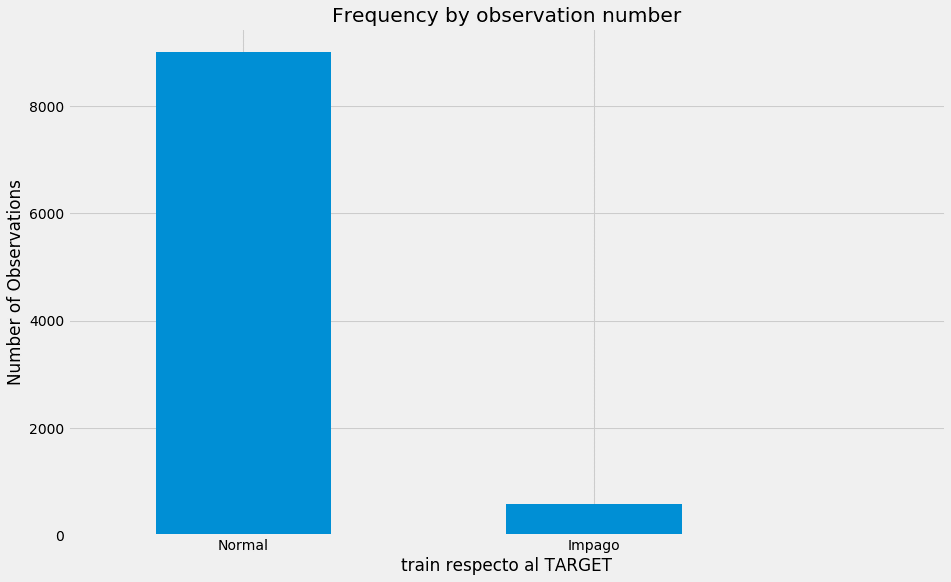 Frequency by observation number
Number of Observations
8000
6000
4000
2000
0
Normal
Impago
train respecto al TARGET